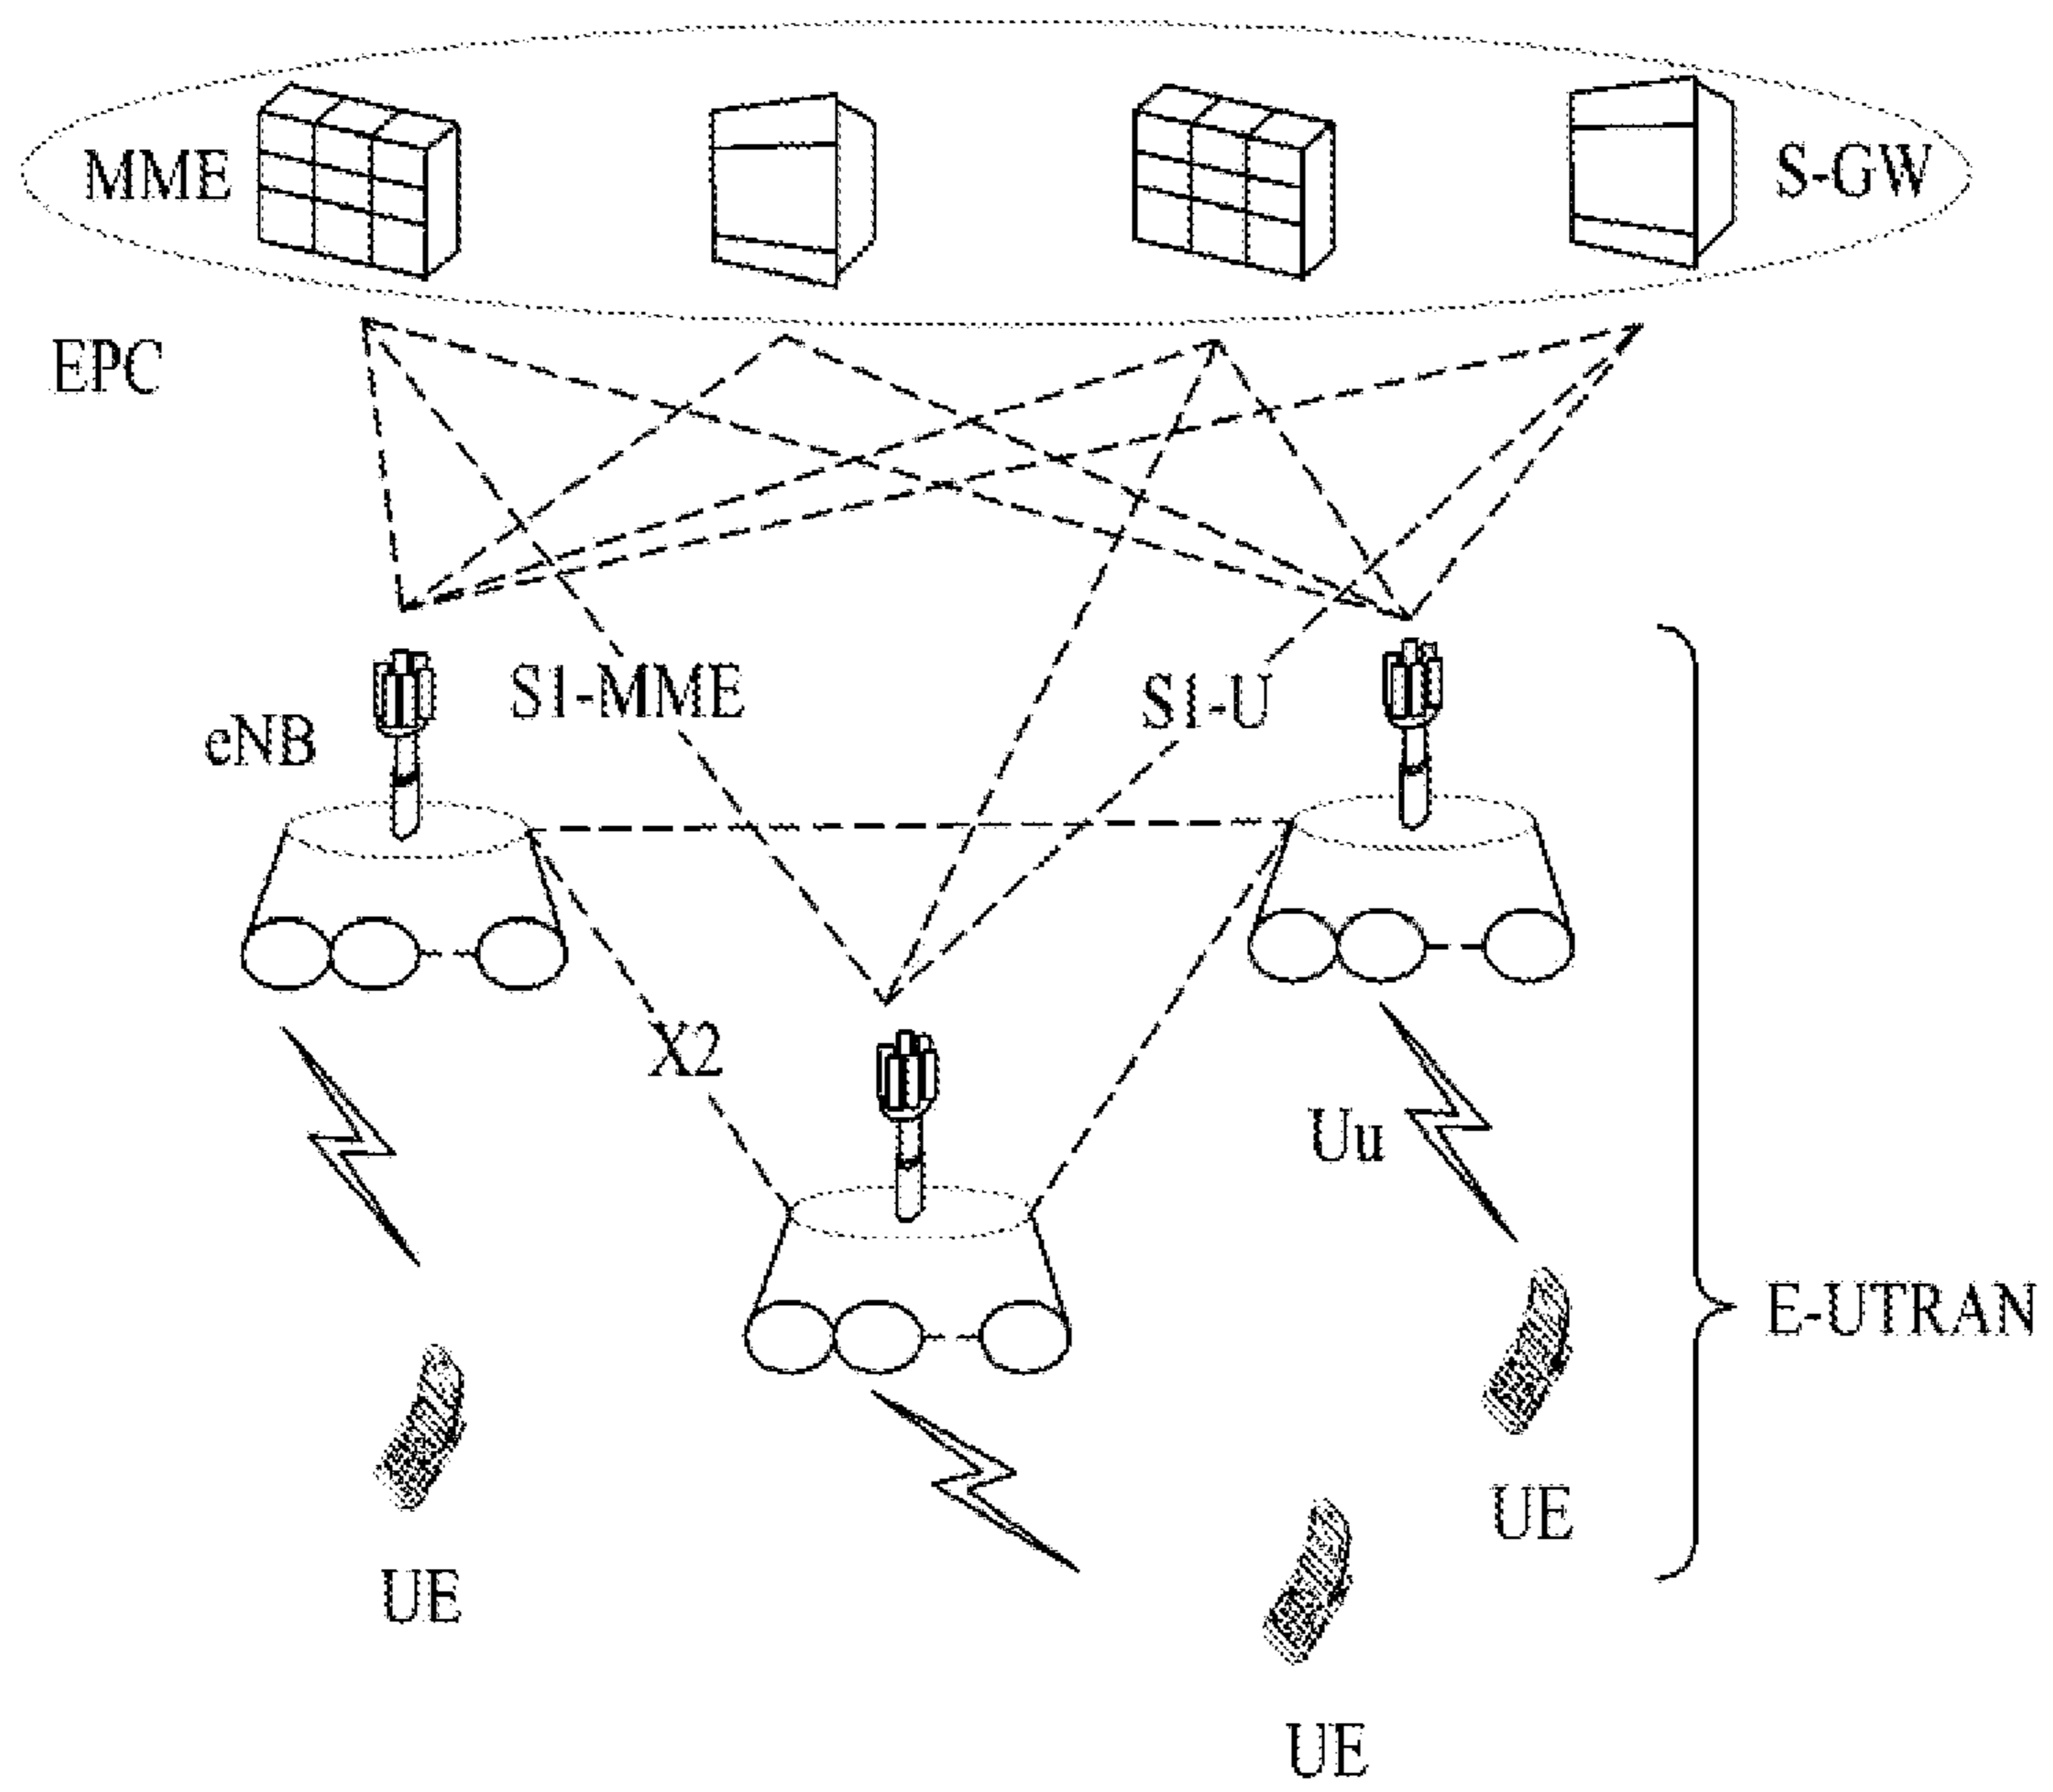 MME
S-GW
EPC
S1-MME
S1-U
eNB
X2
Uu
E-UTRAN
UE
UE
UE